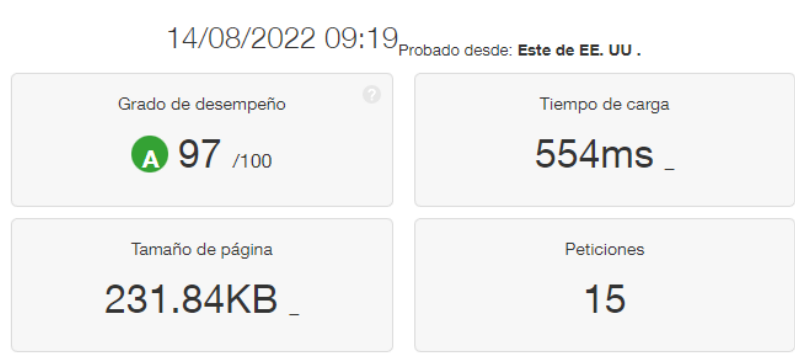 14/08/2022 09:19 Probado desde: Este de EE. UU .
Grado de desempeño ?
A 97 /100
Tiempo de carga
554ms _
Tamaño de página
231.84KB _
Peticiones
15